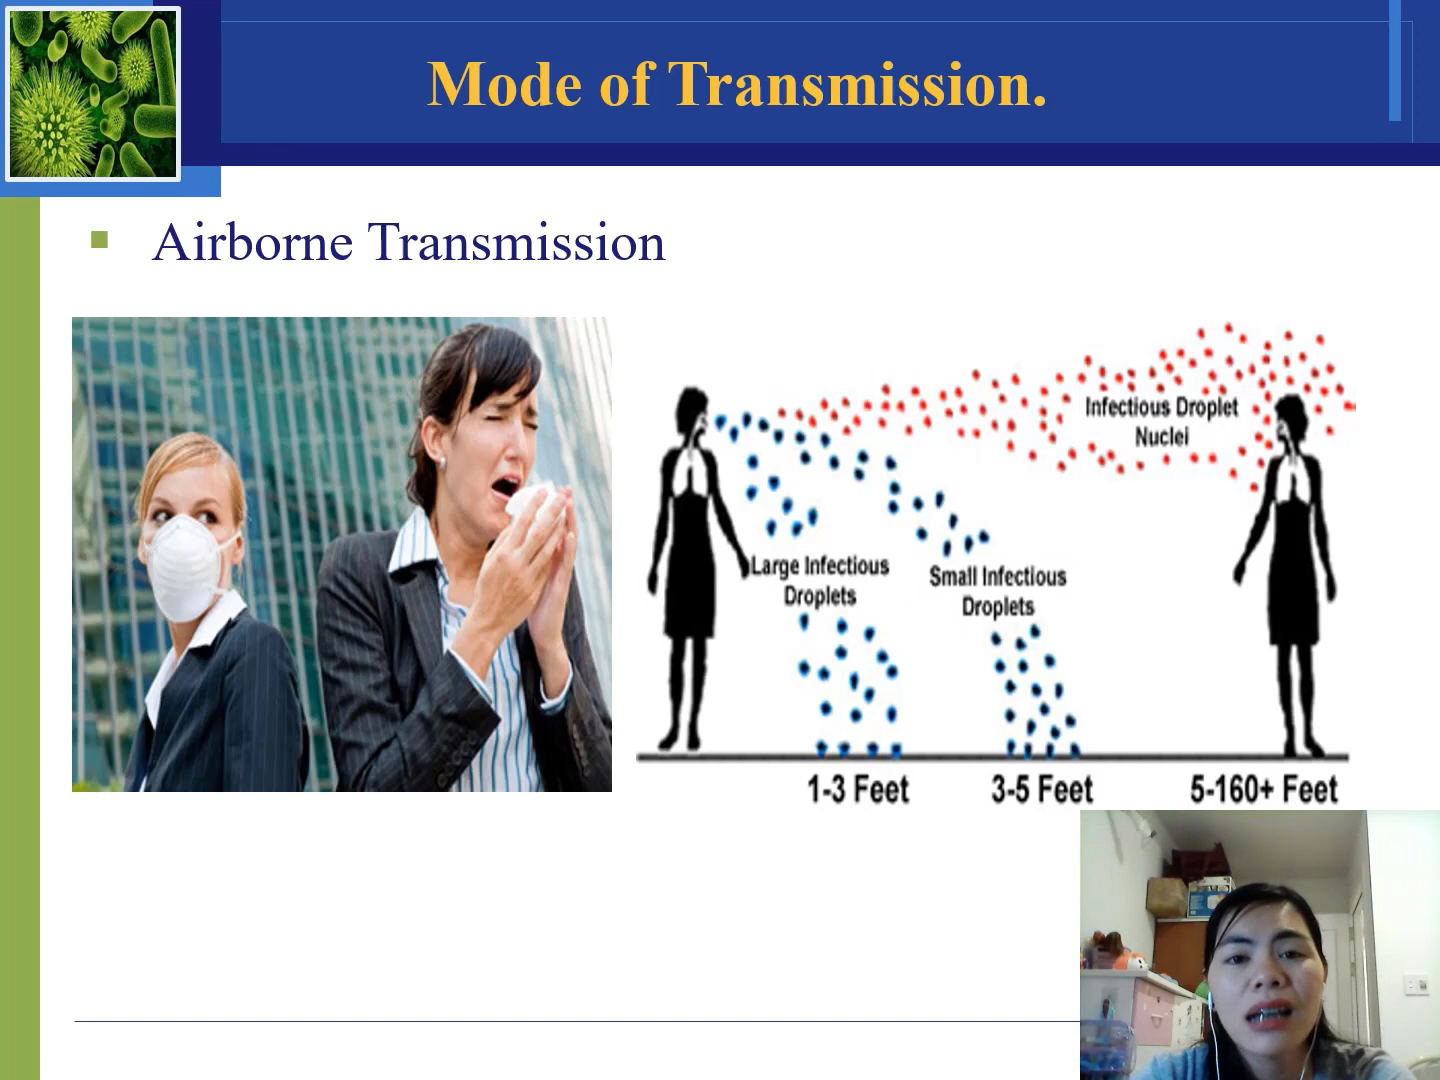 Mode of Transmission.
Airborne Transmission
Infectious Droplet
Nuclei
Large Infectious
Droplets
Small Infectious
Droplets
1-3 Feet
3-5 Feet
5-160+ Feet